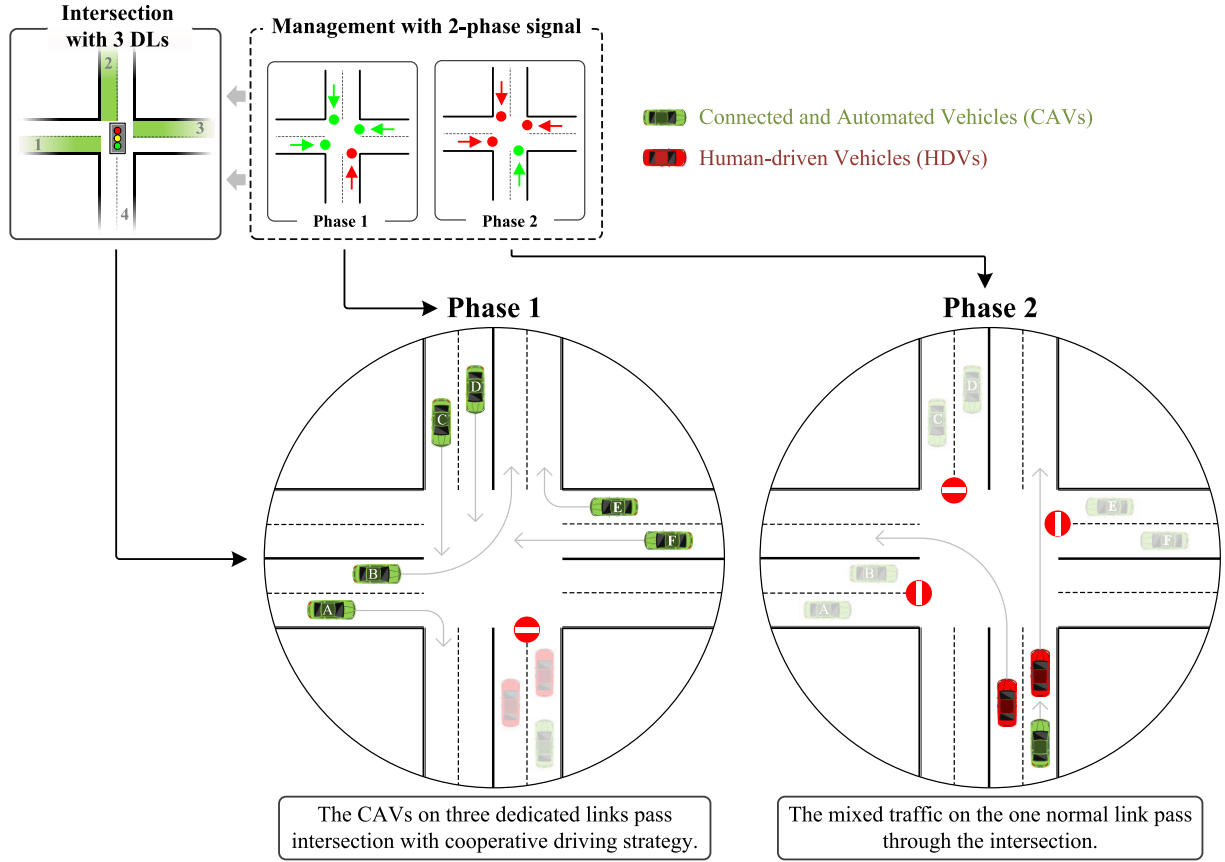 Intersection
with 3 DLs
2
3
1
4
Management with 2-phase signal
Phase 1
Phase 2
Connected and Automated Vehicles (CAVs)
Human-driven Vehicles (HDVs)
Phase 1
D
C
E
F
B
A
The CAVs on three dedicated links pass
intersection with cooperative driving strategy.
Phase 2
D
C
E
F
B
A
The mixed traffic on the one normal link pass
through the intersection.